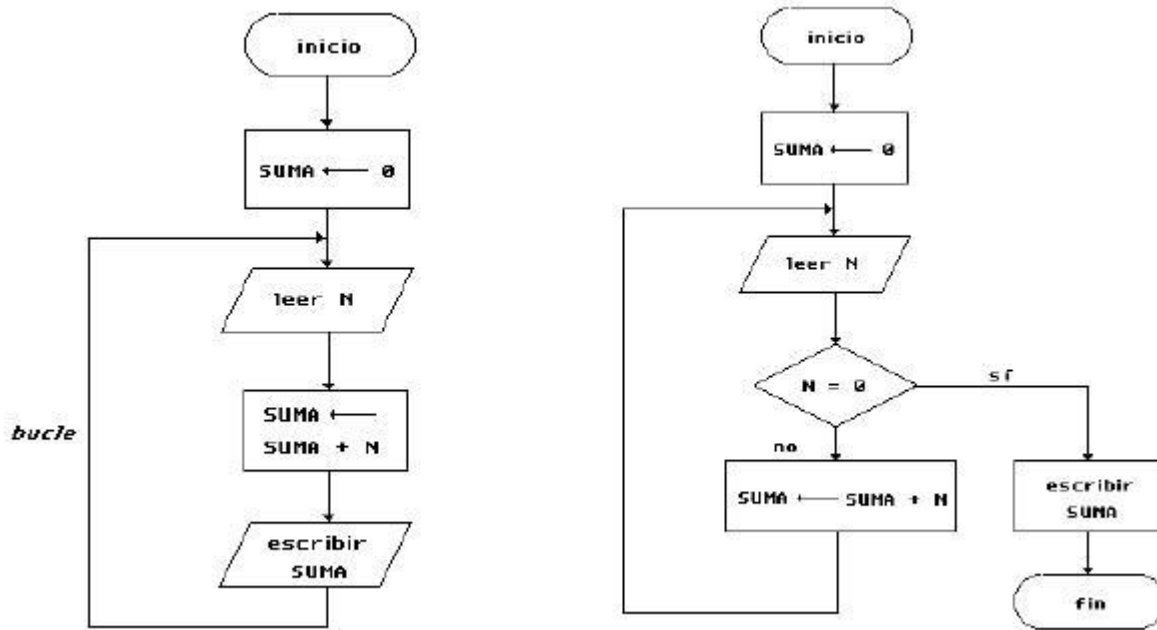 inicio
SUMA ← 0
leer N
bucle
SUMA ←
SUMA + N
escribir
SUMA
inicio
SUMA ← 0
leer N
N = 0
sí
no
SUMA ← SUMA + N
escribir
SUMA
fin